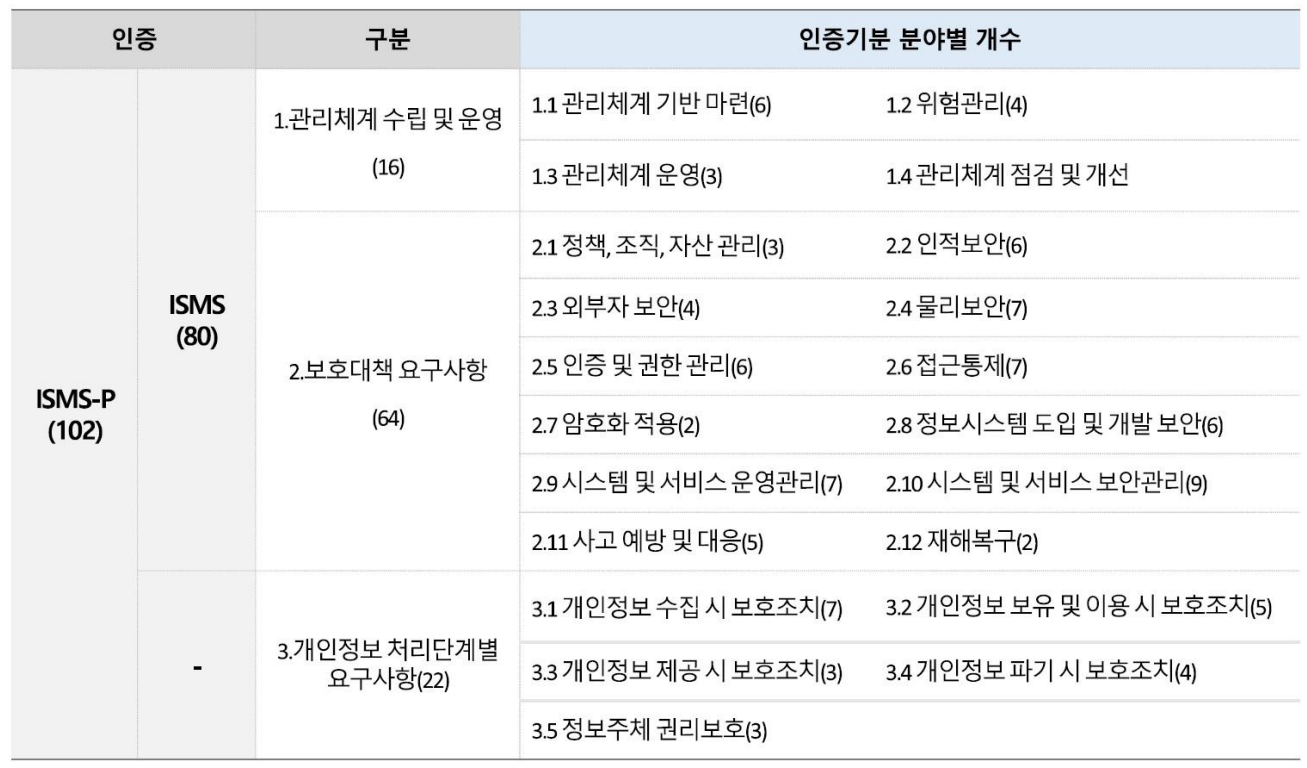 인증 구분 인증기분 분야별 개수
ISMS-P
(102)
ISMS
(80)
1.관리체계 수립 및 운영
(16)
1.1 관리체계 기반 마련(6) 1.2 위험관리(4)
1.3 관리체계 운영(3) 1.4 관리체계 점검 및 개선
2.보호대책 요구사항
(64)
2.1 정책, 조직, 자산 관리(3) 2.2 인적보안(6)
2.3 외부자 보안(4) 2.4 물리보안(7)
2.5 인증 및 권한 관리(6) 2.6 접근통제(7)
2.7 암호화 적용(2) 2.8 정보시스템 도입 및 개발 보안(6)
2.9 시스템 및 서비스 운영관리(7) 2.10 시스템 및 서비스 보안관리(9)
2.11 사고 예방 및 대응(5) 2.12 재해복구(2)
-
3.개인정보 처리단계별
요구사항(22)
3.1 개인정보 수집 시 보호조치(7) 3.2 개인정보 보유 및 이용 시 보호조치(5)
3.3 개인정보 제공 시 보호조치(3) 3.4 개인정보 파기 시 보호조치(4)
3.5 정보주체 권리보호(3)